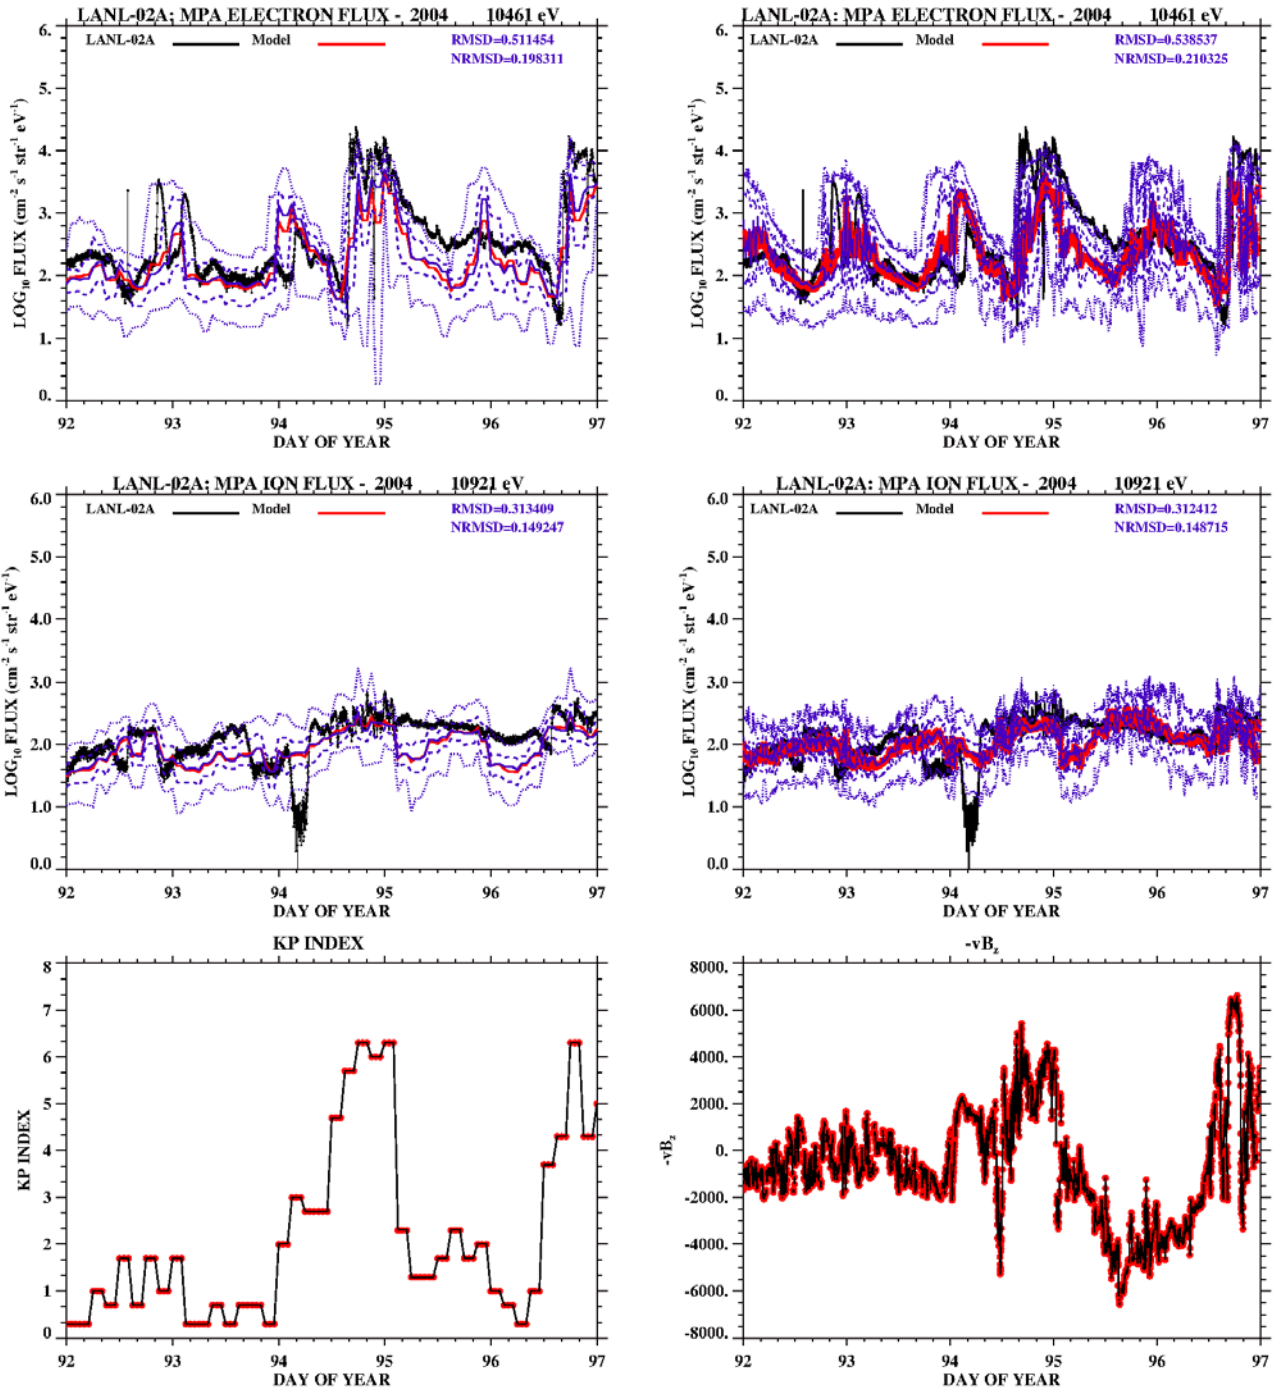 LANL-02A: MPA ELECTRON FLUX - 2004 10461 eV
LANL-02A Model RMSD=0.511454
NRMSD=0.198311
LOG10 FLUX (cm-2 s-1 str-1 eV-1)
6.
5.
4.
3.
2.
1.
0.
92 93 94 95 96 97
DAY OF YEAR
LANL-02A: MPA ELECTRON FLUX - 2004 10461 eV
LANL-02A Model RMSD=0.538537
NRMSD=0.210325
LOG10 FLUX (cm-2 s-1 str-1 eV-1)
6.
5.
4.
3.
2.
1.
0.
92 93 94 95 96 97
DAY OF YEAR
LANL-02A: MPA ION FLUX - 2004 10921 eV
LANL-02A Model RMSD=0.313409
NRMSD=0.149247
LOG10 FLUX (cm-2 s-1 str-1 eV-1)
6.0
5.0
4.0
3.0
2.0
1.0
0.0
92 93 94 95 96 97
DAY OF YEAR
LANL-02A: MPA ION FLUX - 2004 10921 eV
LANL-02A Model RMSD=0.312412
NRMSD=0.148715
LOG10 FLUX (cm-2 s-1 str-1 eV-1)
6.0
5.0
4.0
3.0
2.0
1.0
0.0
92 93 94 95 96 97
DAY OF YEAR
KP INDEX
KP INDEX
8
7
6
5
4
3
2
1
0
92 93 94 95 96 97
DAY OF YEAR
-vBz
-vBz
8000.
6000.
4000.
2000.
0.
-2000.
-4000.
-6000.
-8000.
92 93 94 95 96 97
DAY OF YEAR